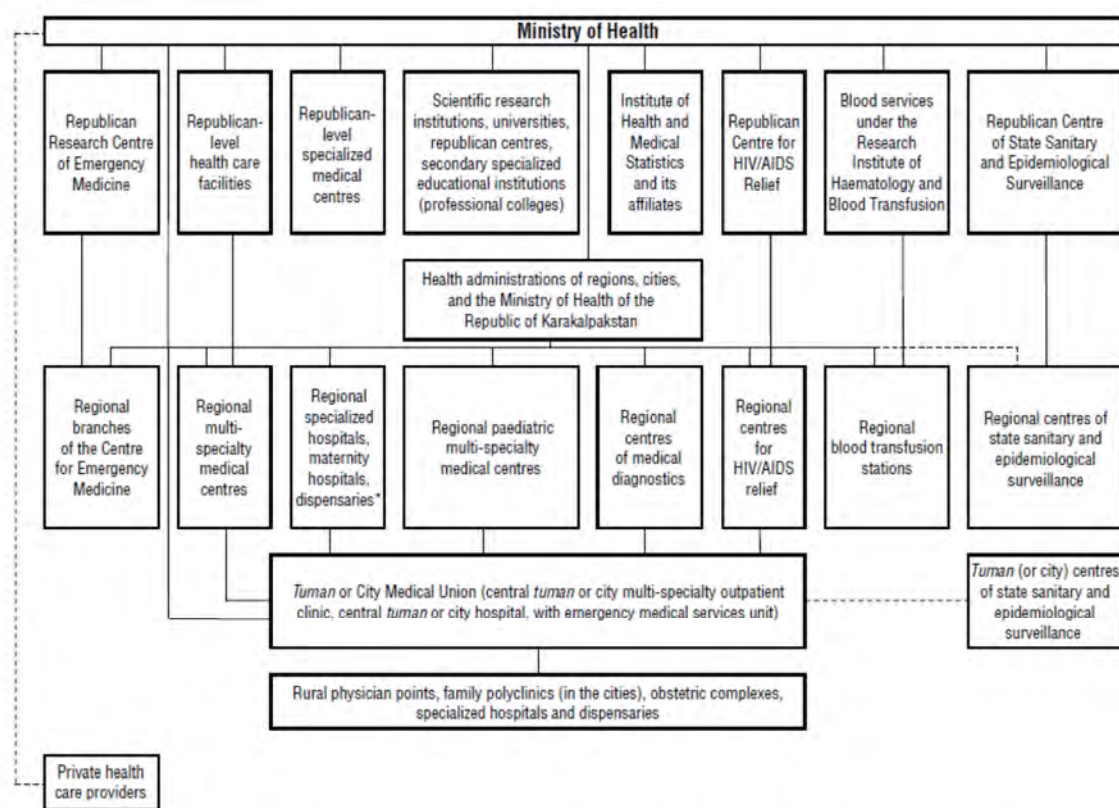 Ministry of Health
Republican
Research Centre
of Emergency
Medicine
Republican-
level
health care
facilities
Republican-
level
specialized
medical
centres
Scientific research
institutions, universities,
republican centres,
secondary specialized
educational institutions
(professional colleges)
Institute of
Health and
Medical
Statistics
and its
affiliates
Republican
Centre for
HIV/AIDS
Relief
Blood services
under the
Research
Institute of
Haematology and
Blood Transfusion
Republican Centre
of State Sanitary
and Epidemiological
Surveillance
Health administrations of regions, cities,
and the Ministry of Health of the
Republic of Karakalpakstan
Regional
branches
of the Centre
for Emergency
Medicine
Regional
multi-
specialty
medical
centres
Regional
specialized
hospitals,
maternity
hospitals,
dispensaries*
Regional paediatric
multi-specialty
medical centres
Regional
centres
of medical
diagnostics
Regional
centres
for
HIV/AIDS
relief
Regional
blood transfusion
stations
Regional centres of
state sanitary and
epidemiological
surveillance
Tuman or City Medical Union (central tuman or city multi-specialty outpatient
clinic, central tuman or city hospital, with emergency medical services unit)
Tuman (or city) centres
of state sanitary and
epidemiological
surveillance
Rural physician points, family polyclinics (in the cities), obstetric complexes,
specialized hospitals and dispensaries
Private health
care providers